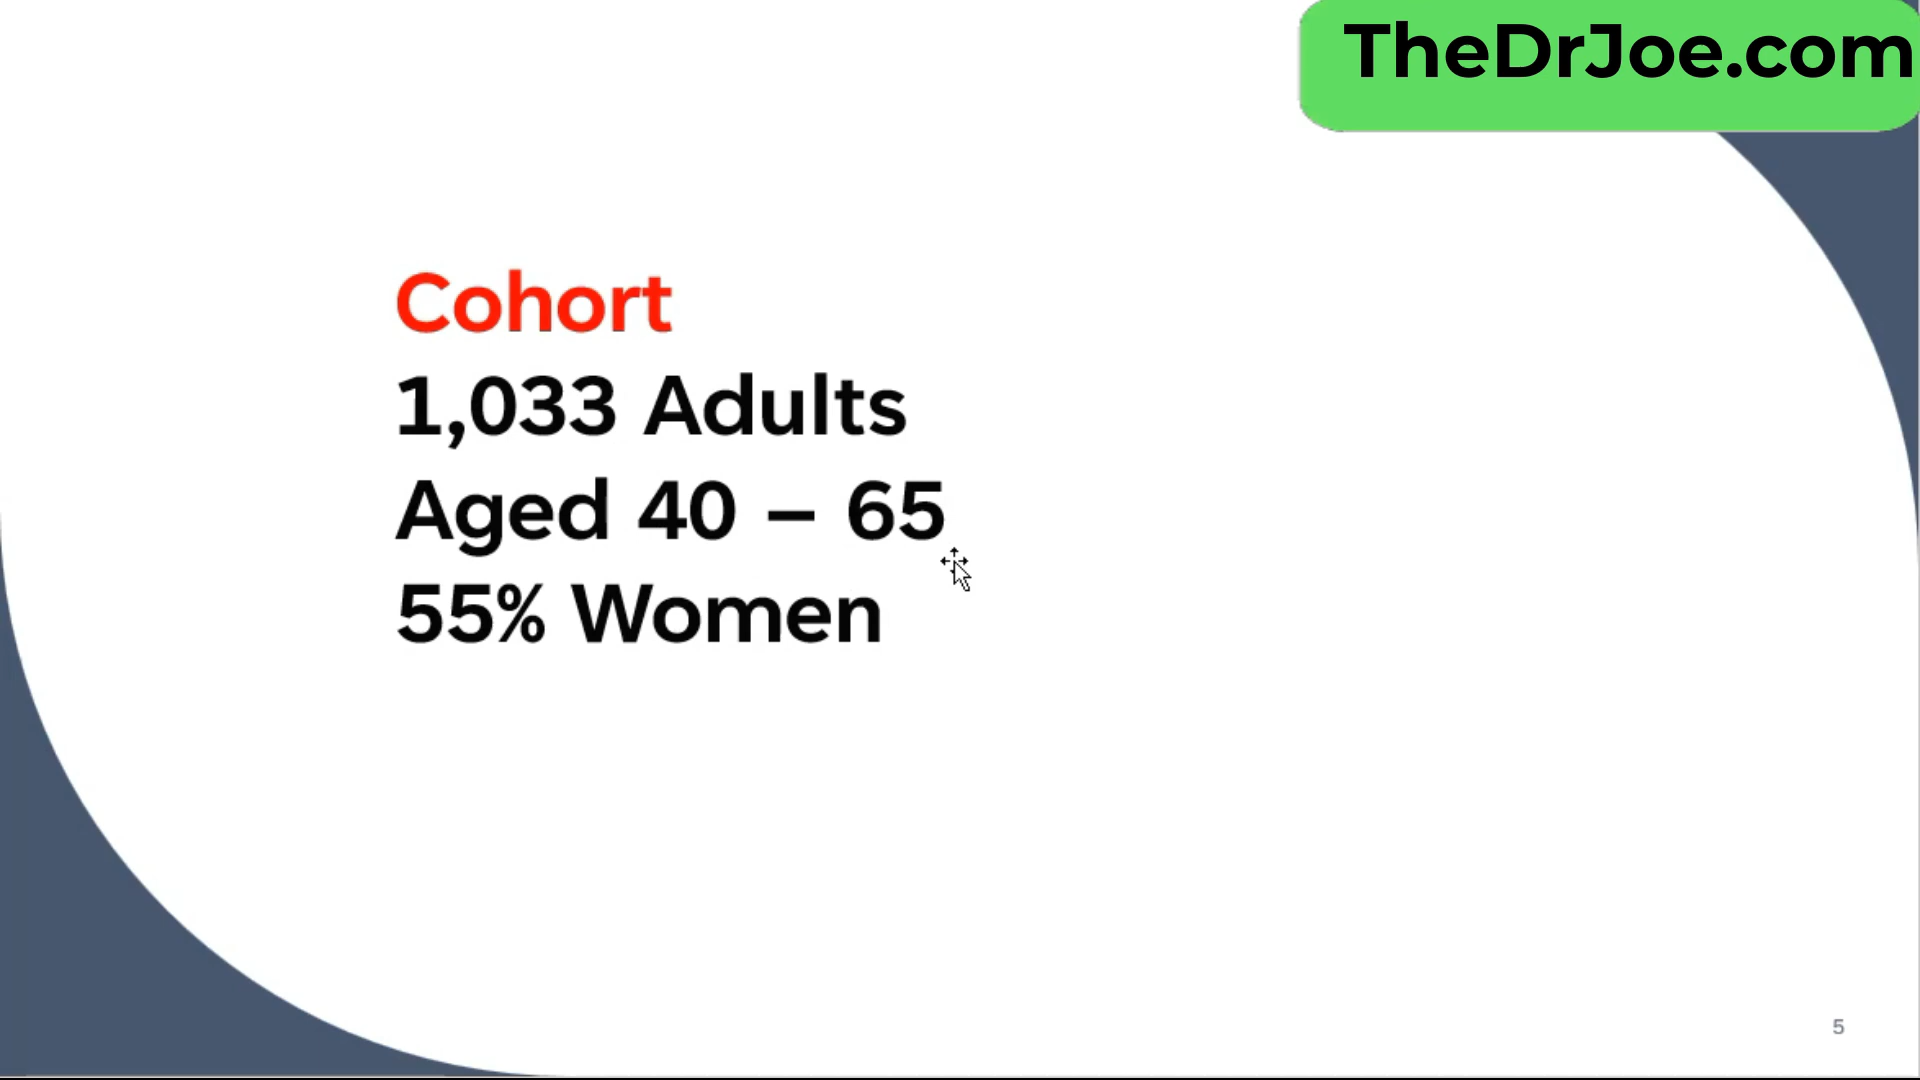 TheDrJoe.com
Cohort
1,033 Adults
Aged 40 – 65
55% Women
5